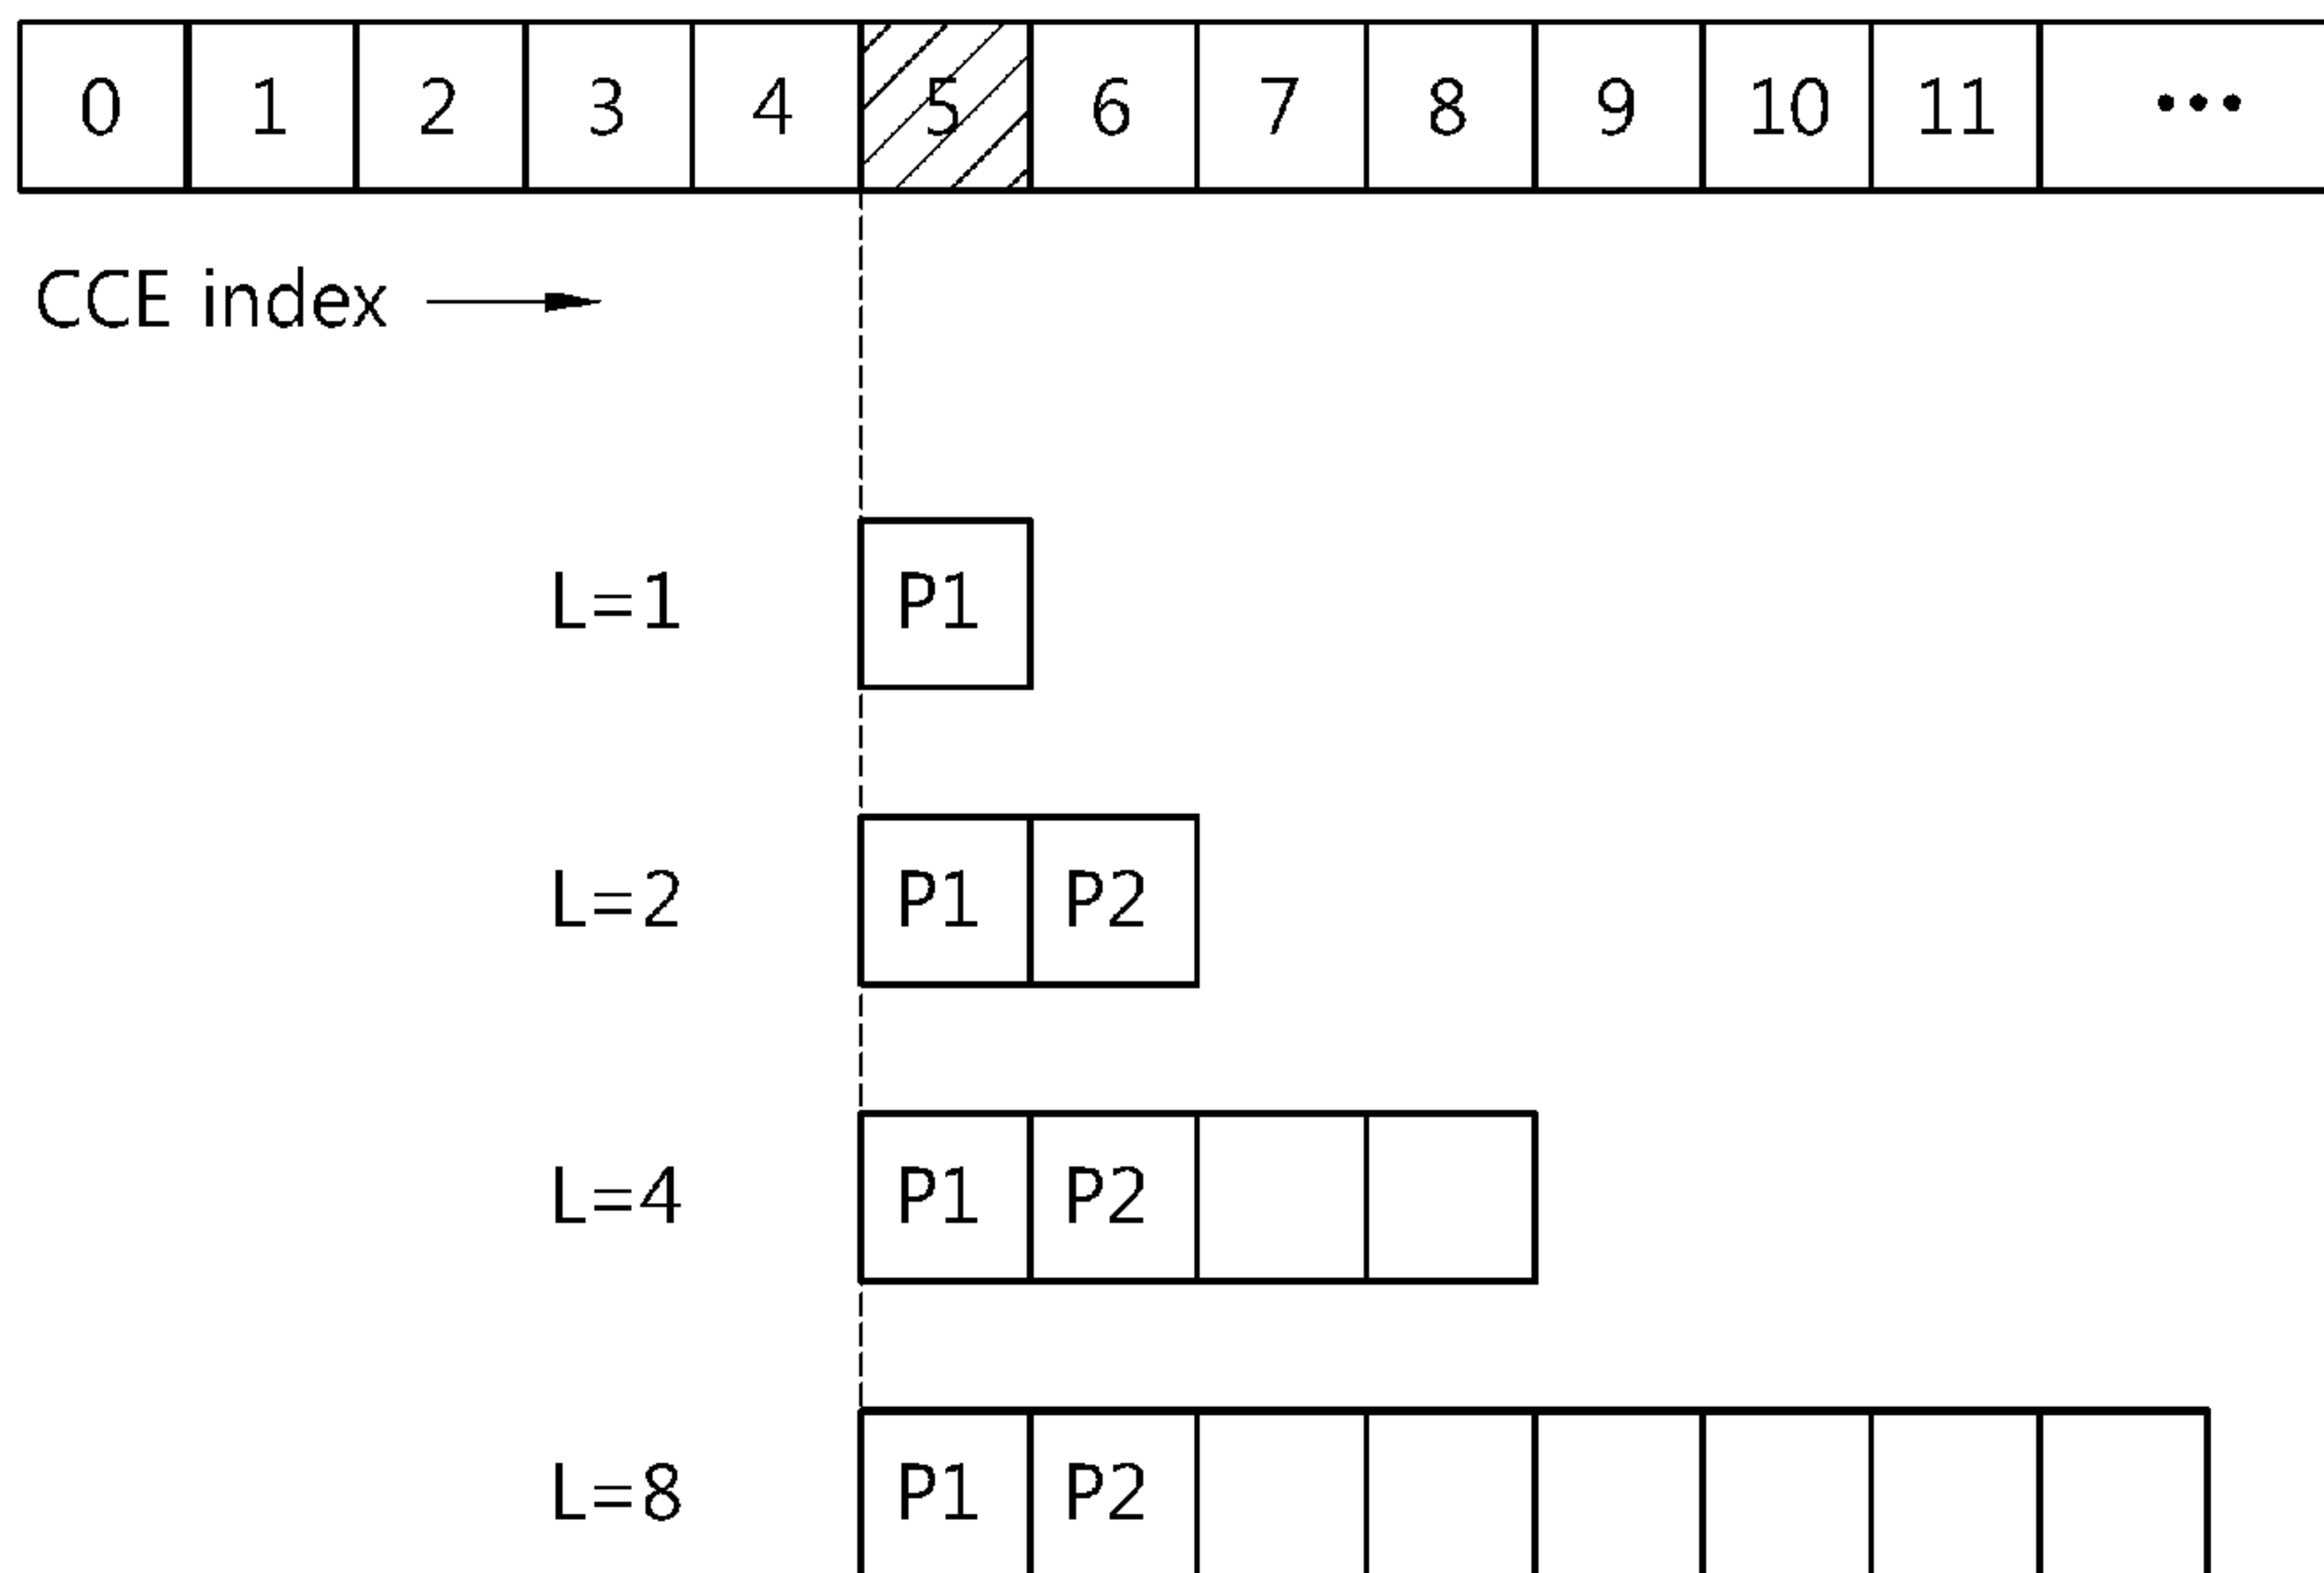 0 1 2 3 4 5 6 7 8 9 10 11 •••
CCE index
L=1 P1
L=2 P1 P2
L=4 P1 P2
L=8 P1 P2